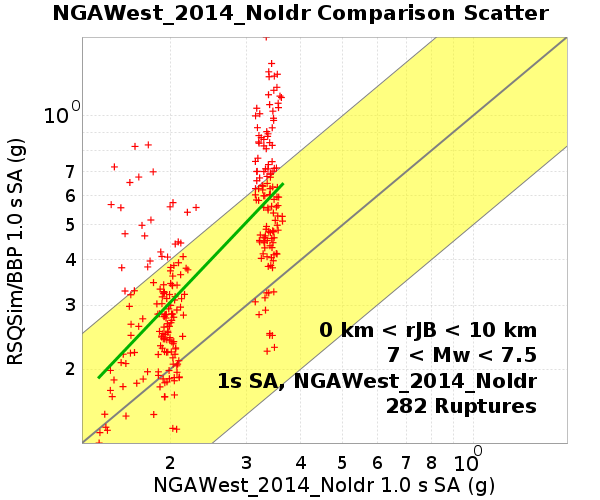 NGAWest_2014_NoIdr Comparison Scatter
RSQSim/BBP 1.0 s SA (g)
10^0
7
6
5
4
3
2
0 km < rJB < 10 km
7 < Mw < 7.5
1s SA, NGAWest_2014_NoIdr
282 Ruptures
2 3 4 5 6 7 8 10^0
NGAWest_2014_NoIdr 1.0 s SA (g)